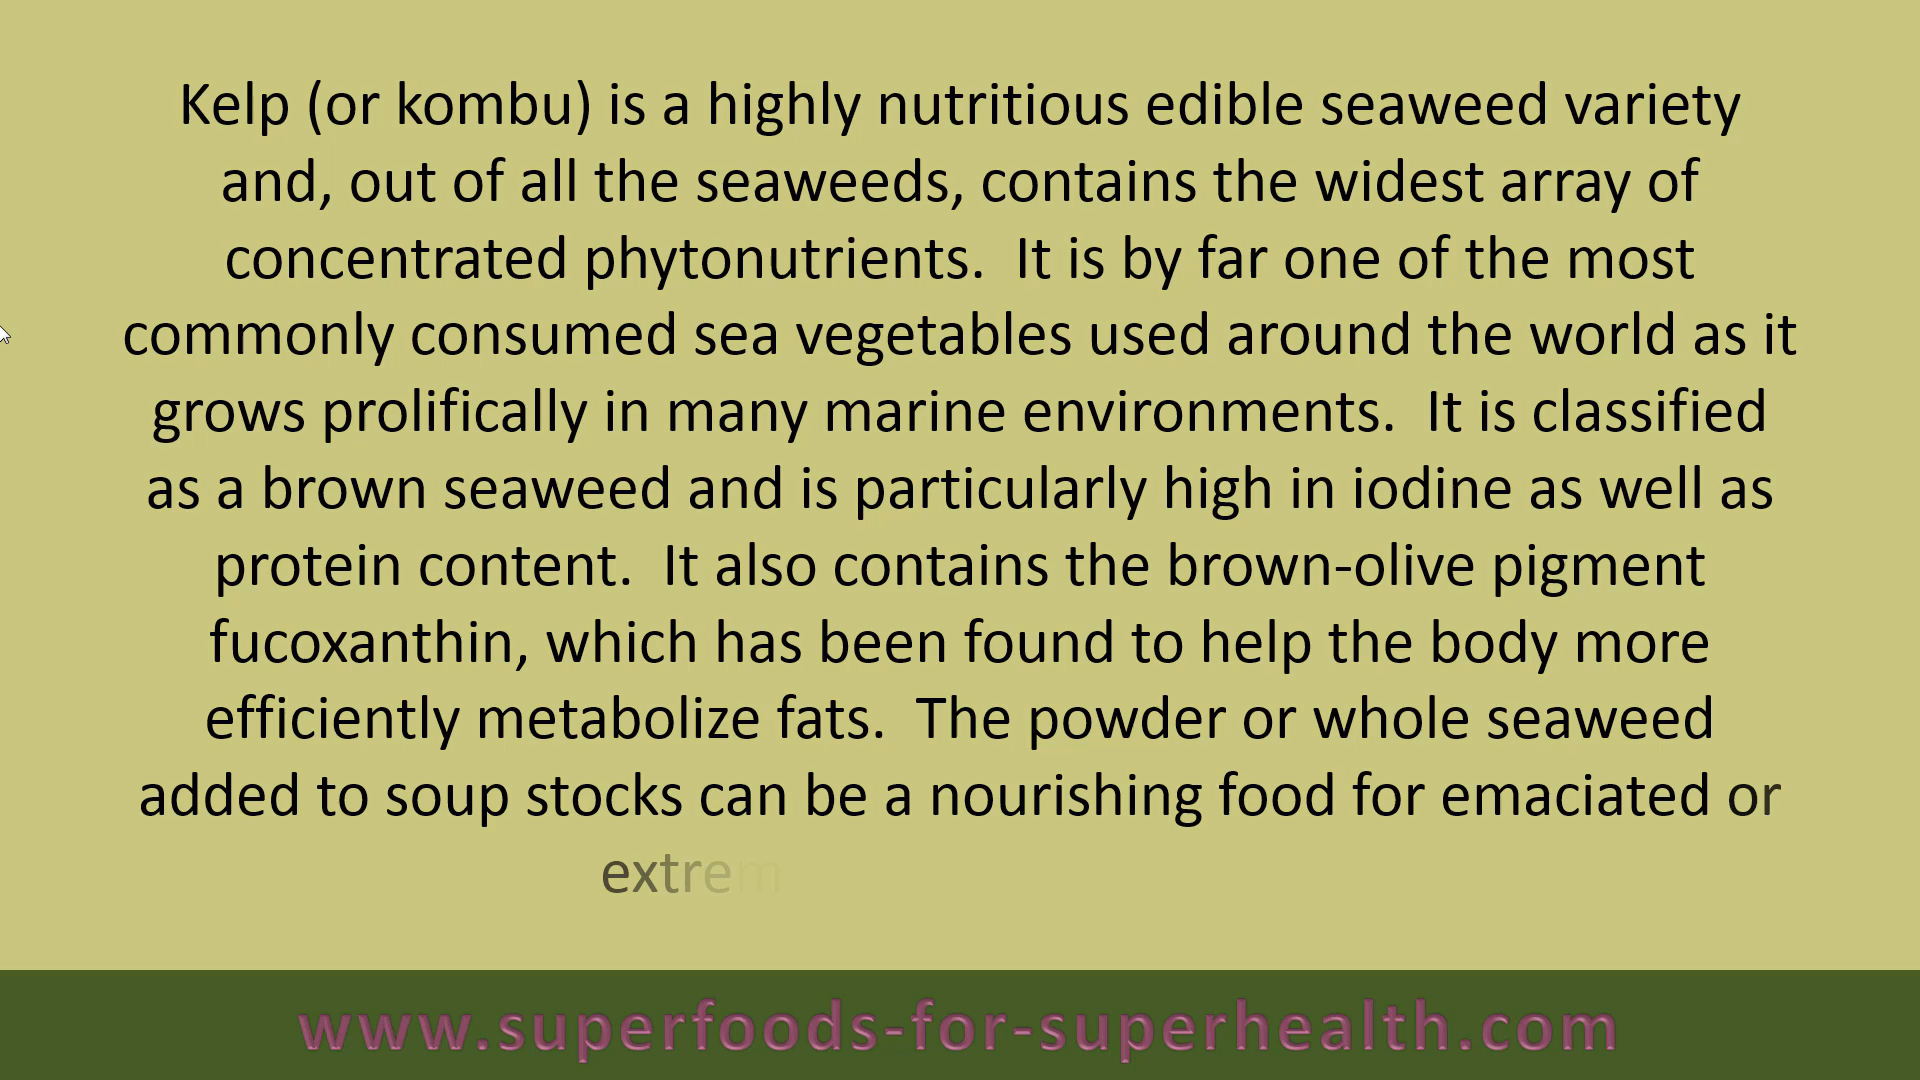 Kelp (or kombu) is a highly nutritious edible seaweed variety
and, out of all the seaweeds, contains the widest array of
concentrated phytonutrients.  It is by far one of the most
commonly consumed sea vegetables used around the world as it
grows prolifically in many marine environments.  It is classified
as a brown seaweed and is particularly high in iodine as well as
protein content.  It also contains the brown-olive pigment
fucoxanthin, which has been found to help the body more
efficiently metabolize fats.  The powder or whole seaweed
added to soup stocks can be a nourishing food for emaciated or
extrem
www.superfoods-for-superhealth.com